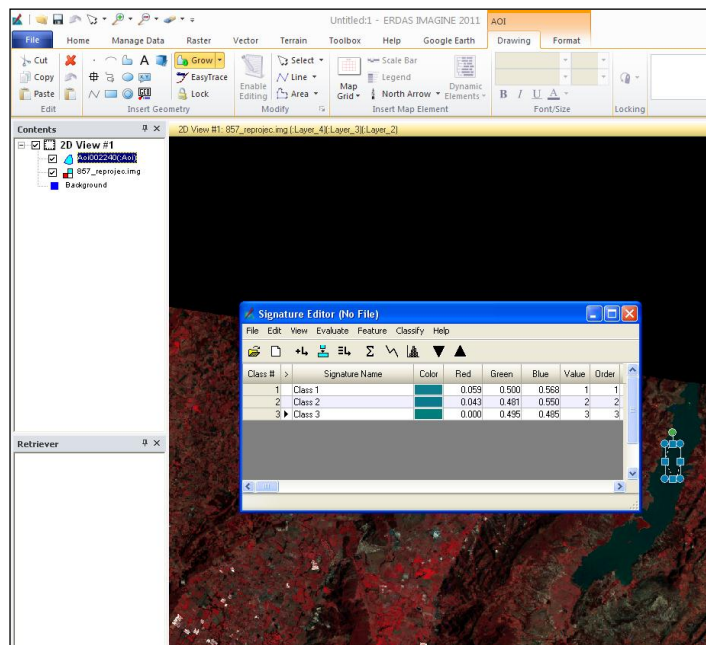 Untitled:1 - ERDAS IMAGINE 2011 AOI
File Home Manage Data Raster Vector Terrain Toolbox Help Google Earth Drawing Format
Cut
Copy
Paste
Edit
A
Grow
EasyTrace
Lock
Insert Geometry
Enable Editing
Select
Line
Area
Modify
Map Grid
Scale Bar
Legend
North Arrow
Dynamic Elements
Insert Map Element
B I U A
Font/Size
Locking
Contents
2D View #1
Aoi002240(:Aoi)
857_reprojec.img
Background
2D View #1: 857_reprojec.img (:Layer_4)(:Layer_3)(:Layer_2)
Signature Editor (No File)
File Edit View Evaluate Feature Classify Help
Class # > Signature Name Color Red Green Blue Value Order
1 Class 1 0.059 0.500 0.568 1 1
2 Class 2 0.043 0.481 0.550 2 2
3 Class 3 0.000 0.495 0.485 3 3
Retriever